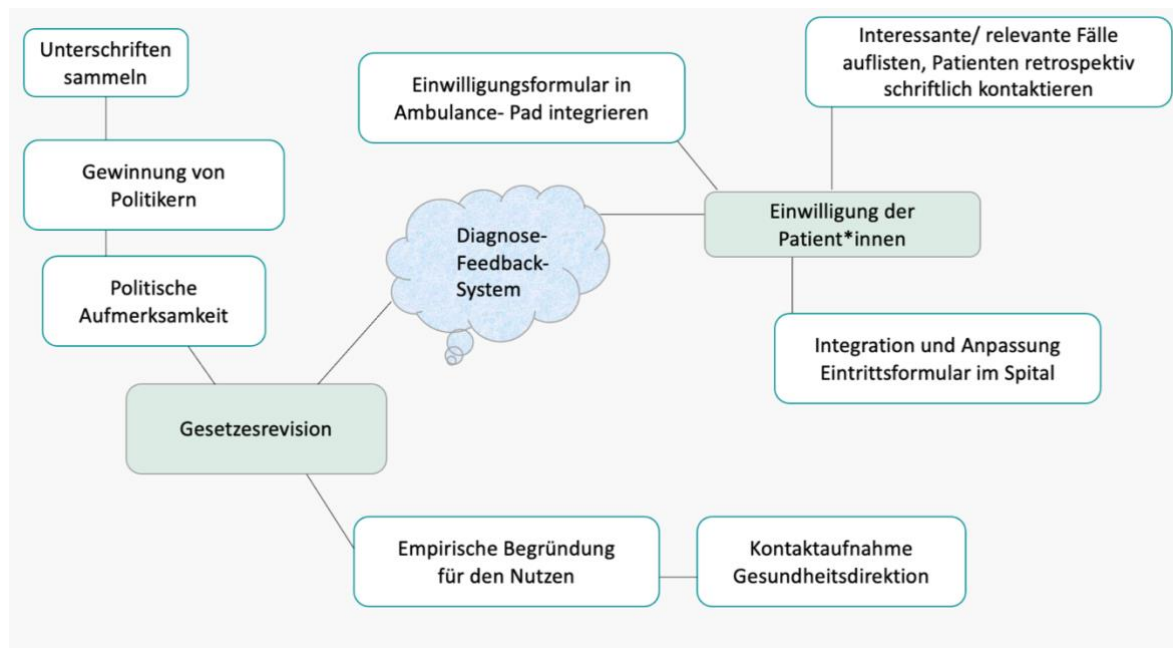 Unterschriften
sammeln
Gewinnung von
Politikern
Politische
Aufmerksamkeit
Gesetzesrevision
Einwilligungsformular in
Ambulance- Pad integrieren
Diagnose-
Feedback-
System
Interessante/ relevante Fälle
auflisten, Patienten retrospektiv
schriftlich kontaktieren
Einwilligung der
Patient*innen
Integration und Anpassung
Eintrittsformular im Spital
Empirische Begründung
für den Nutzen
Kontaktaufnahme
Gesundheitsdirektion